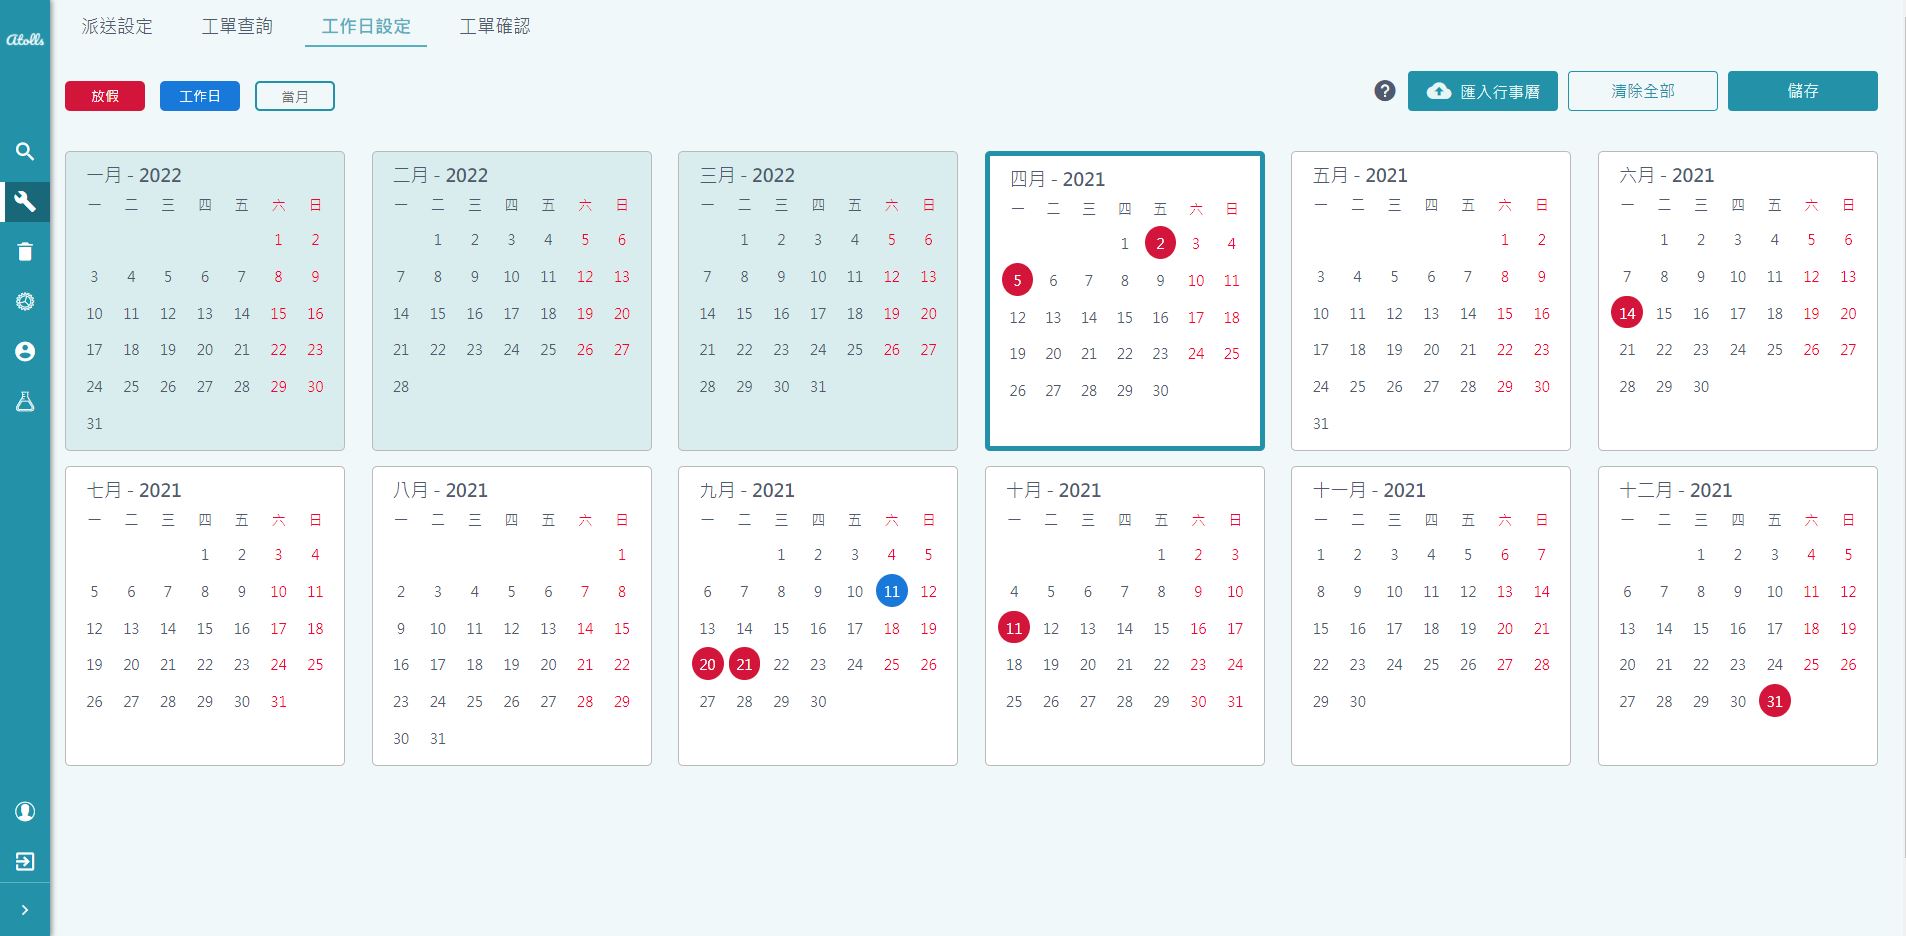 Atolls
派送設定 工單查詢 工作日設定 工單確認
放假 工作日 當月
? 匯入行事曆 清除全部 儲存
一月 - 2022
一 二 三 四 五 六 日
1 2
3 4 5 6 7 8 9
10 11 12 13 14 15 16
17 18 19 20 21 22 23
24 25 26 27 28 29 30
31
二月 - 2022
一 二 三 四 五 六 日
1 2 3 4 5 6
7 8 9 10 11 12 13
14 15 16 17 18 19 20
21 22 23 24 25 26 27
28
三月 - 2022
一 二 三 四 五 六 日
1 2 3 4 5 6
7 8 9 10 11 12 13
14 15 16 17 18 19 20
21 22 23 24 25 26 27
28 29 30 31
四月 - 2021
一 二 三 四 五 六 日
1 2 3 4
5 6 7 8 9 10 11
12 13 14 15 16 17 18
19 20 21 22 23 24 25
26 27 28 29 30
五月 - 2021
一 二 三 四 五 六 日
1 2
3 4 5 6 7 8 9
10 11 12 13 14 15 16
17 18 19 20 21 22 23
24 25 26 27 28 29 30
31
六月 - 2021
一 二 三 四 五 六 日
1 2 3 4 5 6
7 8 9 10 11 12 13
14 15 16 17 18 19 20
21 22 23 24 25 26 27
28 29 30
七月 - 2021
一 二 三 四 五 六 日
1 2 3 4
5 6 7 8 9 10 11
12 13 14 15 16 17 18
19 20 21 22 23 24 25
26 27 28 29 30 31
八月 - 2021
一 二 三 四 五 六 日
1
2 3 4 5 6 7 8
9 10 11 12 13 14 15
16 17 18 19 20 21 22
23 24 25 26 27 28 29
30 31
九月 - 2021
一 二 三 四 五 六 日
1 2 3 4 5
6 7 8 9 10 11 12
13 14 15 16 17 18 19
20 21 22 23 24 25 26
27 28 29 30
十月 - 2021
一 二 三 四 五 六 日
1 2 3
4 5 6 7 8 9 10
11 12 13 14 15 16 17
18 19 20 21 22 23 24
25 26 27 28 29 30 31
十一月 - 2021
一 二 三 四 五 六 日
1 2 3 4 5 6 7
8 9 10 11 12 13 14
15 16 17 18 19 20 21
22 23 24 25 26 27 28
29 30
十二月 - 2021
一 二 三 四 五 六 日
1 2 3 4 5
6 7 8 9 10 11 12
13 14 15 16 17 18 19
20 21 22 23 24 25 26
27 28 29 30 31